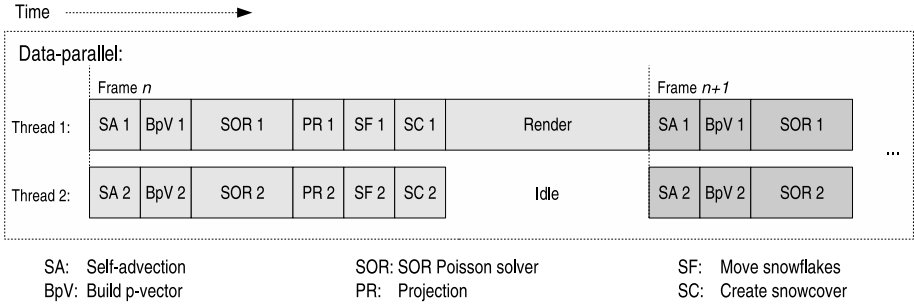 Time
Data-parallel:
Frame n Frame n+1
Thread 1: SA 1 BpV 1 SOR 1 PR 1 SF 1 SC 1 Render SA 1 BpV 1 SOR 1
...
Thread 2: SA 2 BpV 2 SOR 2 PR 2 SF 2 SC 2 Idle SA 2 BpV 2 SOR 2
SA: Self-advection SOR: SOR Poisson solver SF: Move snowflakes
BpV: Build p-vector PR: Projection SC: Create snowcover